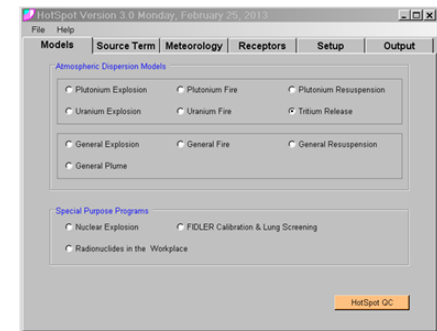 HotSpot Version 3.0 Monday, February 25, 2013
File Help
Models Source Term Meteorology Receptors Setup Output
Atmospheric Dispersion Models
Plutonium Explosion Plutonium Fire Plutonium Resuspension
Uranium Explosion Uranium Fire Tritium Release
General Explosion General Fire General Resuspension
General Plume
Special Purpose Programs
Nuclear Explosion FIDLER Calibration & Lung Screening
Radionuclides in the Workplace
HotSpot QC